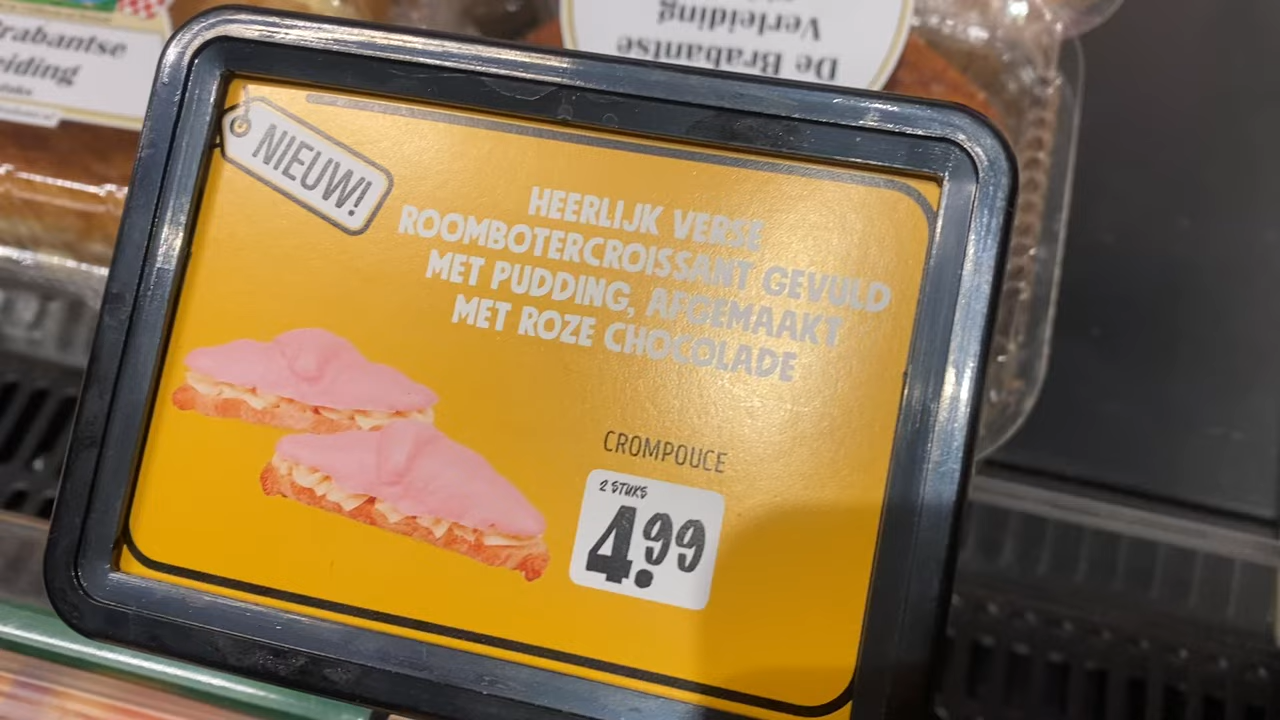 rabantse
eiding
De Brabantse
Verleiding
NIEUW!
HEERLIJK VERSE
ROOMBOTERCROISSANT GEVULD
MET PUDDING, AFGEMAAKT
MET ROZE CHOCOLADE
CROMPOUCE
2 STUKS
4.99